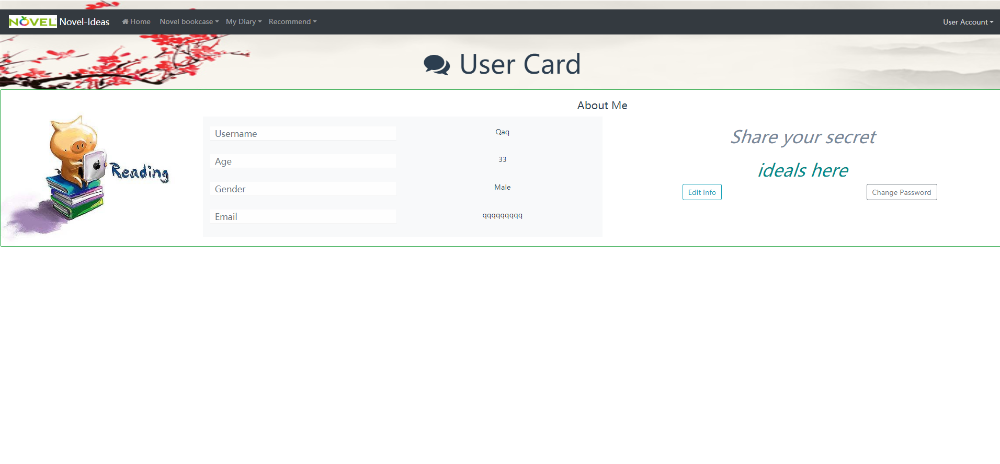 NOVEL Novel-Ideas Home Novel bookcase My Diary Recommend User Account
User Card
About Me
Reading
Username Qaq
Age 33
Gender Male
Email qqqqqqqqq
Share your secret
ideals here
Edit Info Change Password